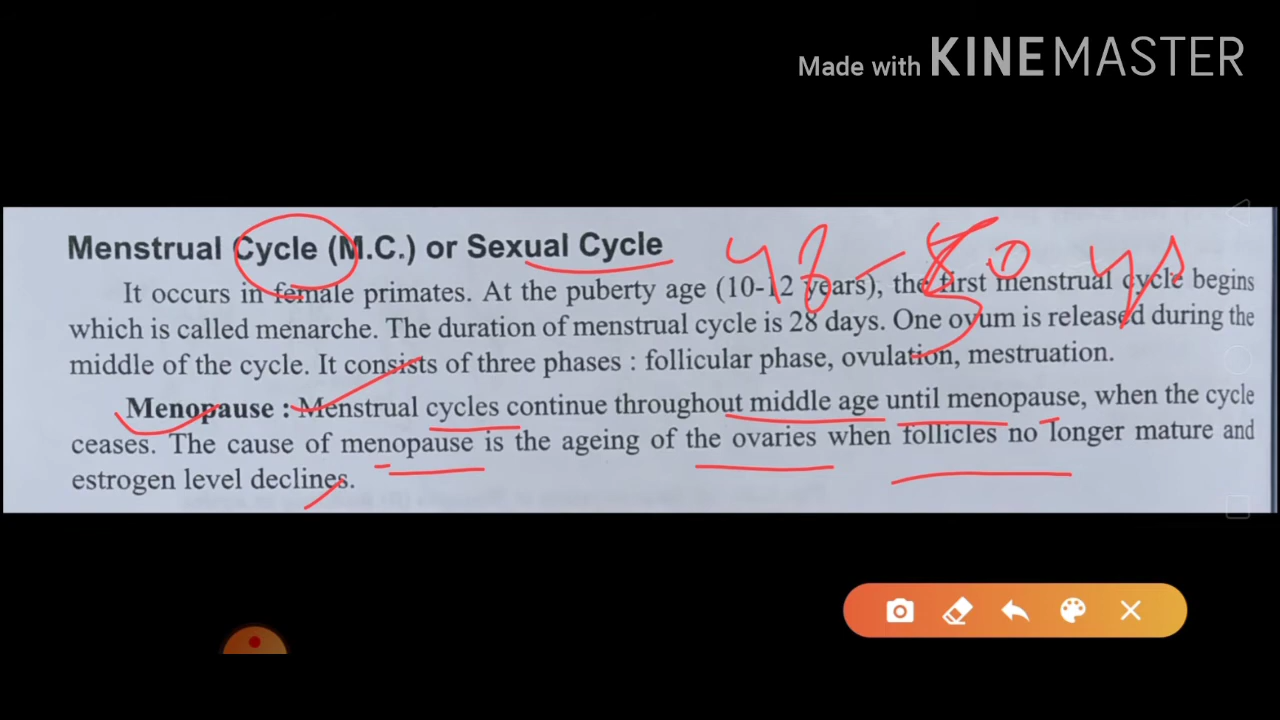 Made with KINEMASTER
Menstrual Cycle (M.C.) or Sexual Cycle
It occurs in female primates. At the puberty age (10-12 years), the first menstrual cycle begins
which is called menarche. The duration of menstrual cycle is 28 days. One ovum is released during the
middle of the cycle. It consists of three phases : follicular phase, ovulation, mestruation.
Menopause : Menstrual cycles continue throughout middle age until menopause, when the cycle
ceases. The cause of menopause is the ageing of the ovaries when follicles no longer mature and
estrogen level declines.